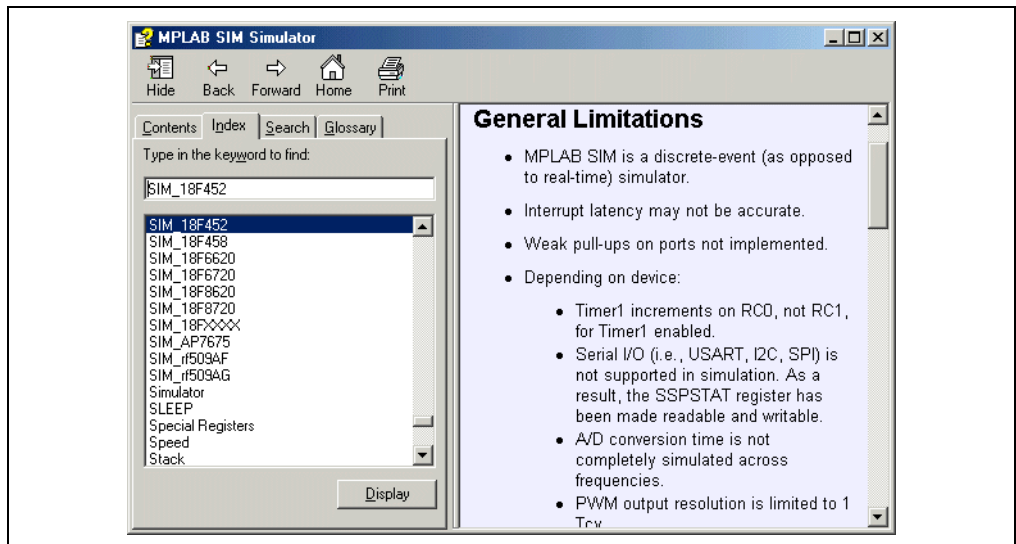 MPLAB SIM Simulator
Hide Back Forward Home Print
Contents Index Search Glossary
Type in the keyword to find:
SIM_18F452
SIM_18F452
SIM_18F458
SIM_18F6620
SIM_18F6720
SIM_18F8620
SIM_18F8720
SIM_18FXXXX
SIM_AP7675
SIM_rf509AF
SIM_rf509AG
Simulator
SLEEP
Special Registers
Speed
Stack
Display
General Limitations
• MPLAB SIM is a discrete-event (as opposed
to real-time) simulator.
• Interrupt latency may not be accurate.
• Weak pull-ups on ports not implemented.
• Depending on device:
• Timer1 increments on RC0, not RC1,
for Timer1 enabled.
• Serial I/O (i.e., USART, I2C, SPI) is
not supported in simulation. As a
result, the SSPSTAT register has
been made readable and writable.
• A/D conversion time is not
completely simulated across
frequencies.
• PWM output resolution is limited to 1
Tcy